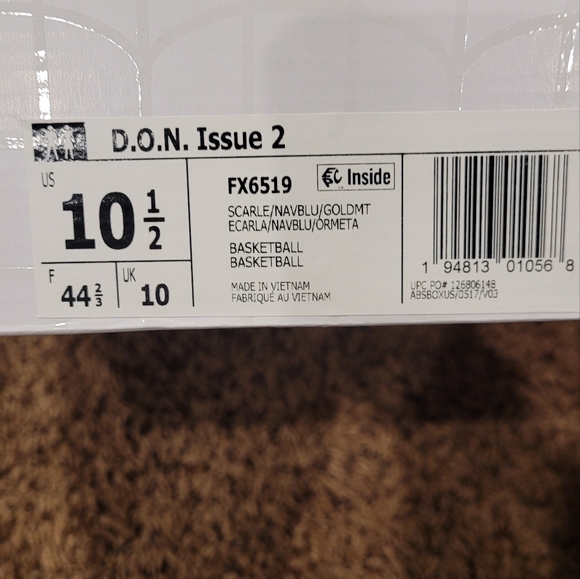 D.O.N. Issue 2
US
10 1/2
F
44 2/3
UK
10
FX6519
Inside
SCARLE/NAVBLU/GOLDMT
ECARLA/NAVBLU/ORMETA
BASKETBALL
BASKETBALL
MADE IN VIETNAM
FABRIQUÉ AU VIETNAM
1 94813 01056 8
UPC PO# 126806148
ABSBOXUS/0517/V03